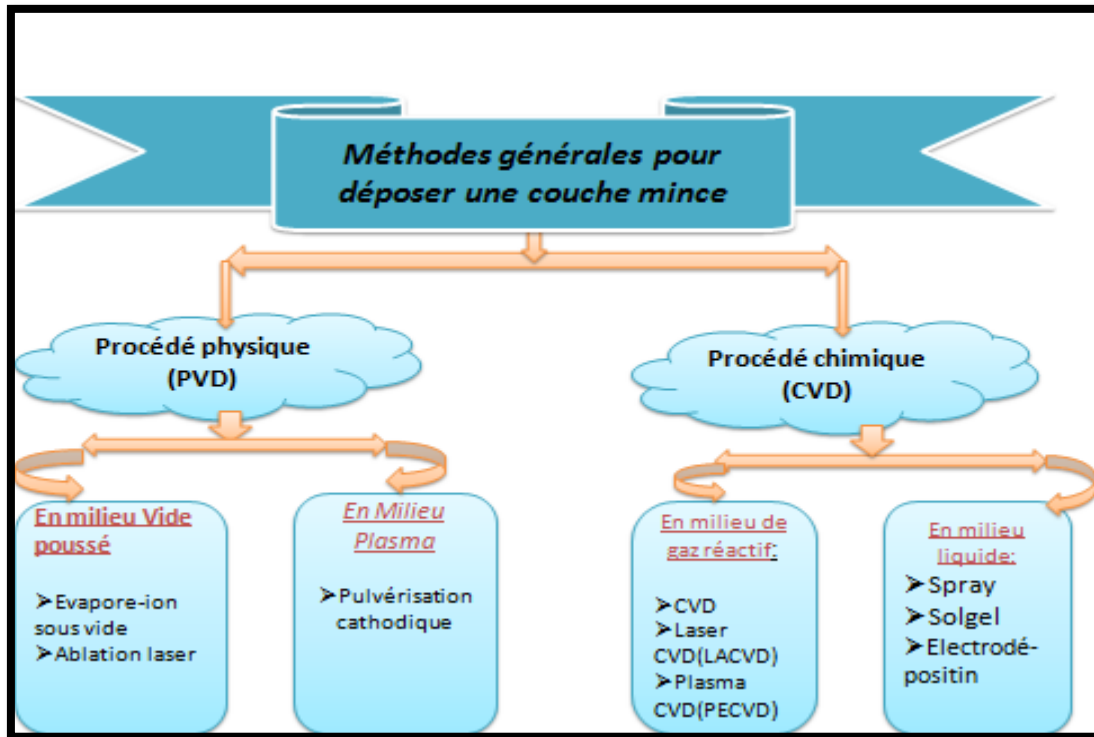 Méthodes générales pour
déposer une couche mince
Procédé physique
(PVD)
Procédé chimique
(CVD)
En milieu Vide
poussé
➤Evapore-ion
sous vide
➤Ablation laser
En Milieu
Plasma
➤Pulvérisation
cathodique
En milieu de
gaz réactif:
➤CVD
➤Laser
CVD(LACVD)
➤Plasma
CVD(PECVD)
En milieu
liquide:
➤Spray
➤Solgel
➤Electrodé-
positin